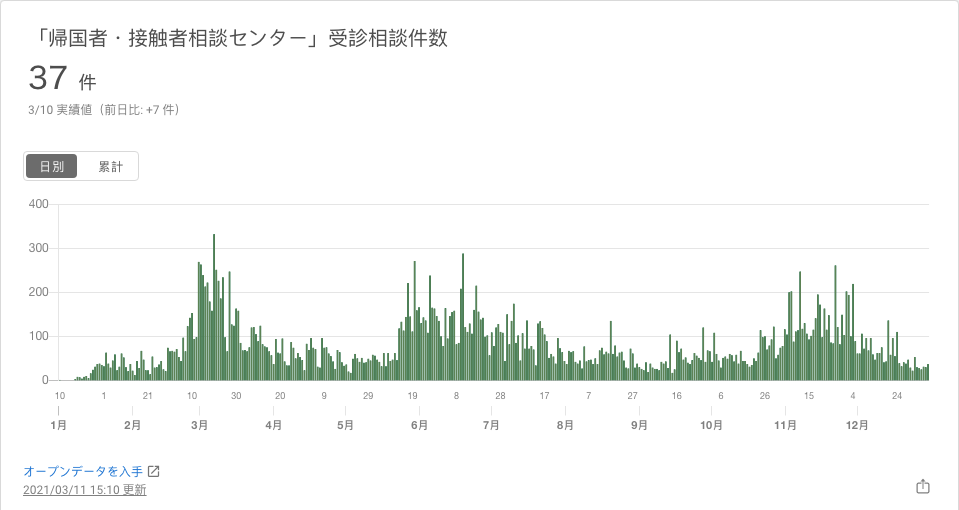 「帰国者・接触者相談センター」受診相談件数
37 件
3/10 実績値（前日比: +7 件）
日別 累計
400
300
200
100
0
10 1 21 10 30 20 9 29 19 8 28 17 7 27 16 6 26 15 4 24
1月 2月 3月 4月 5月 6月 7月 8月 9月 10月 11月 12月
オープンデータを入手
2021/03/11 15:10 更新